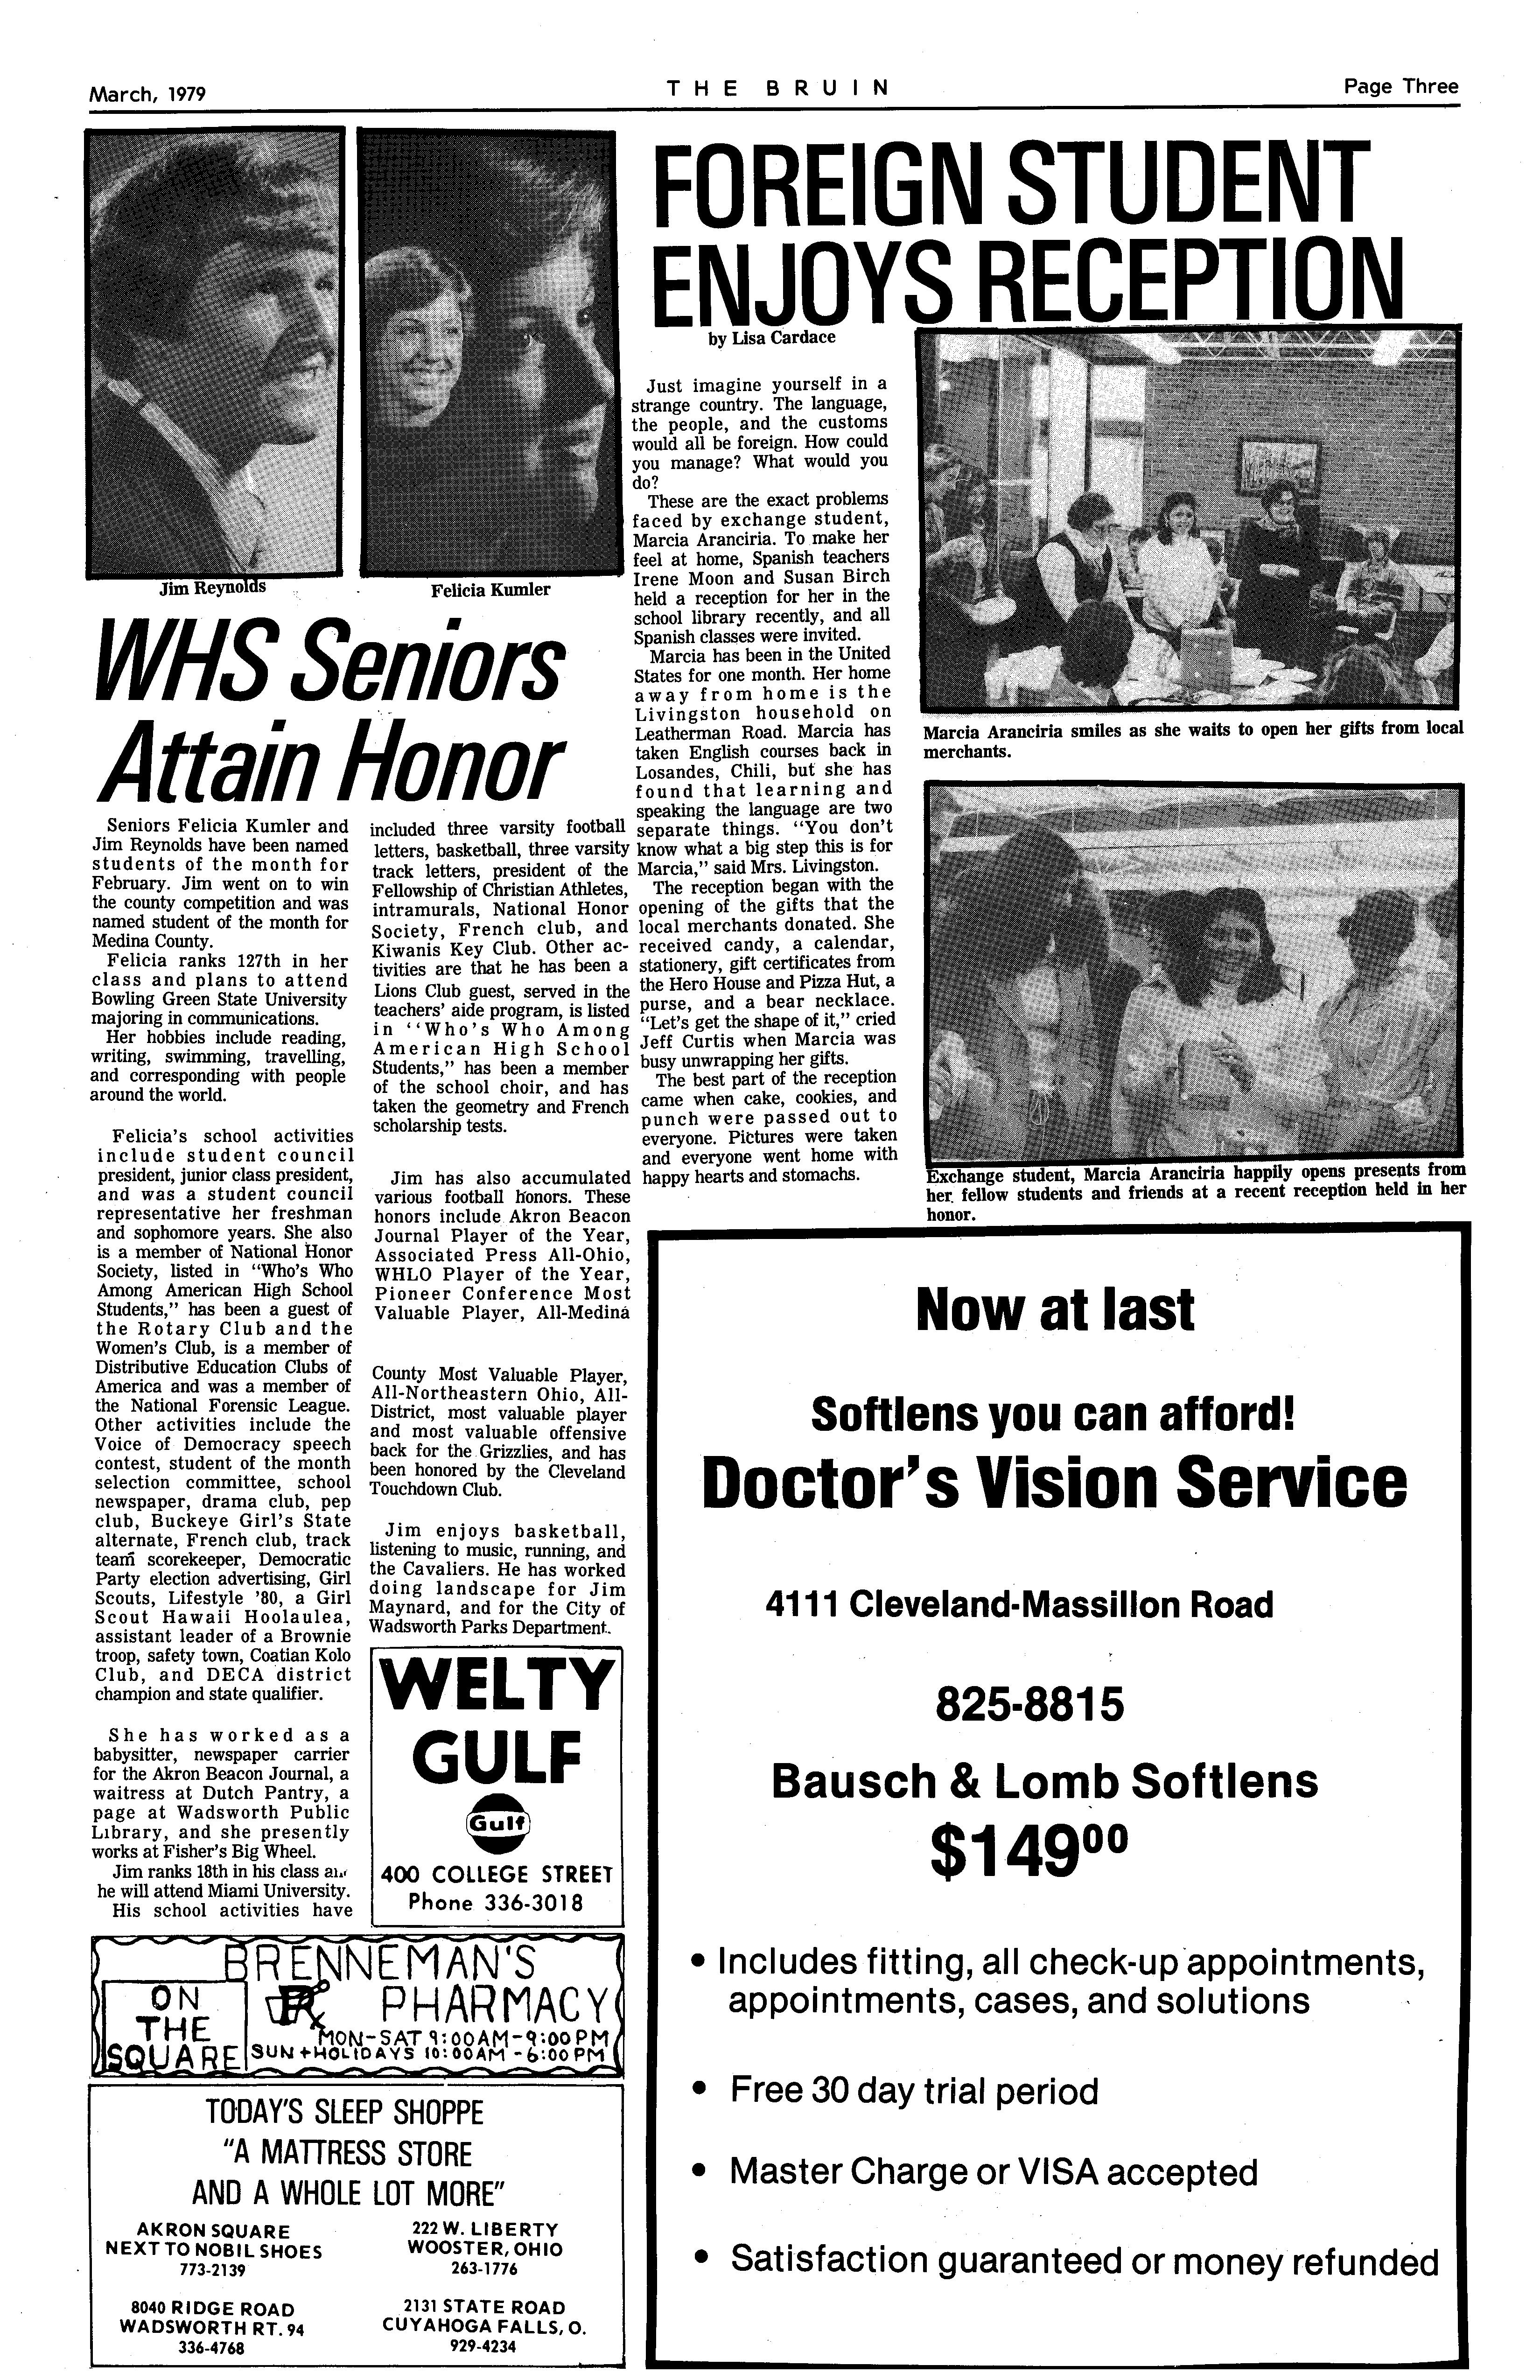 March, 1979
THE BRUIN
Page Three
Jim Reynolds
Felicia Kumler
WHS Seniors
Attain Honor
Seniors Felicia Kumler and
Jim Reynolds have been named
students of the month for
February. Jim went on to win
the county competition and was
named student of the month for
Medina County.
Felicia ranks 127th in her
class and plans to attend
Bowling Green State University
majoring in communications.
Her hobbies include reading,
writing, swimming, travelling,
and corresponding with people
around the world.
Felicia's school activities
include student council
president, junior class president,
and was a student council
representative her freshman
and sophomore years. She also
is a member of National Honor
Society, listed in "Who's Who
Among American High School
Students," has been a guest of
the Rotary Club and the
Women's Club, is a member of
Distributive Education Clubs of
America and was a member of
the National Forensic League.
Other activities include the
Voice of Democracy speech
contest, student of the month
selection committee, school
newspaper, drama club, pep
club, Buckeye Girl's State
alternate, French club, track
team scorekeeper, Democratic
Party election advertising, Girl
Scouts, Lifestyle '80, a Girl
Scout Hawaii Hoolaulea,
assistant leader of a Brownie
troop, safety town, Coatian Kolo
Club, and DECA district
champion and state qualifier.
She has worked as a
babysitter, newspaper carrier
for the Akron Beacon Journal, a
waitress at Dutch Pantry, a
page at Wadsworth Public
Library, and she presently
works at Fisher's Big Wheel.
Jim ranks 18th in his class
he will attend Miami University.
His school activities have
included three varsity football
letters, basketball, three varsity
track letters, president of the
Fellowship of Christian Athletes,
intramurals, National Honor
Society, French club, and
Kiwanis Key Club. Other ac-
tivities are that he has been a
Lions Club guest, served in the
teachers' aide program, is listed
in "Who's Who Among
American High School
Students," has been a member
of the school choir, and has
taken the geometry and French
scholarship tests.
Jim has also accumulated
various football honors. These
honors include Akron Beacon
Journal Player of the Year,
Associated Press All-Ohio,
WHLO Player of the Year,
Pioneer Conference Most
Valuable Player, All-Medina
County Most Valuable Player,
All-Northeastern Ohio, All-
District, most valuable player
and most valuable offensive
back for the Grizzlies, and has
been honored by the Cleveland
Touchdown Club.
Jim enjoys basketball,
listening to music, running, and
the Cavaliers. He has worked
doing landscape for Jim
Maynard, and for the City of
Wadsworth Parks Department.
FOREIGN STUDENT
ENJOYS RECEPTION
by Lisa Cardace
Just imagine yourself in a
strange country. The language,
the people, and the customs
would all be foreign. How could
you manage? What would you
do?
These are the exact problems
faced by exchange student,
Marcia Aranciria. To make her
feel at home, Spanish teachers
Irene Moon and Susan Birch
held a reception for her in the
school library recently, and all
Spanish classes were invited.
Marcia has been in the United
States for one month. Her home
away from home is the
Livingston household on
Leatherman Road. Marcia has
taken English courses back in
Losandes, Chili, but she has
found that learning and
speaking the language are two
separate things. "You don't
know what a big step this is for
Marcia," said Mrs. Livingston.
The reception began with the
opening of the gifts that the
local merchants donated. She
received candy, a calendar,
stationery, gift certificates from
the Hero House and Pizza Hut, a
purse, and a bear necklace.
"Let's get the shape of it," cried
Jeff Curtis when Marcia was
busy unwrapping her gifts.
The best part of the reception
came when cake, cookies, and
punch were passed out to
everyone. Pictures were taken
and everyone went home with
happy hearts and stomachs.
Marcia Aranciria smiles as she waits to open her gifts from local
merchants.
Exchange student, Marcia Aranciria happily opens presents from
her fellow students and friends at a recent reception held in her
honor.
WELTY
GULF
Gulf
400 COLLEGE STREET
Phone 336-3018
BRENNEMAN'S
PHARMACY
ON
THE
SQUARE
MON-SAT 9:00AM-9:00PM
SUN+HOLIDAYS 10:00AM-6:00PM
TODAY'S SLEEP SHOPPE
"A MATTRESS STORE
AND A WHOLE LOT MORE"
AKRON SQUARE
NEXT TO NOBIL SHOES
773-2139
222 W. LIBERTY
WOOSTER, OHIO
263-1776
8040 RIDGE ROAD
WADSWORTH RT. 94
336-4768
2131 STATE ROAD
CUYAHOGA FALLS, O.
929-4234
Now at last
Softlens you can afford!
Doctor's Vision Service
4111 Cleveland-Massillon Road
825-8815
Bausch & Lomb Softlens
$149⁰⁰
• Includes fitting, all check-up appointments,
appointments, cases, and solutions
• Free 30 day trial period
• Master Charge or VISA accepted
• Satisfaction guaranteed or money refunded